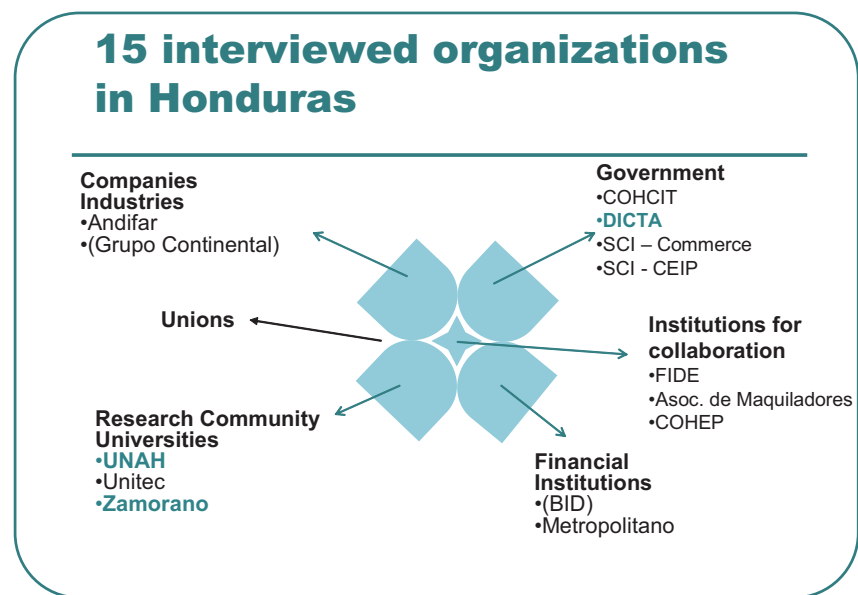 15 interviewed organizations
in Honduras
Companies
Industries
•Andifar
•(Grupo Continental)
Government
•COHCIT
•DICTA
•SCI – Commerce
•SCI - CEIP
Unions
Institutions for
collaboration
•FIDE
•Asoc. de Maquiladores
•COHEP
Research Community
Universities
•UNAH
•Unitec
•Zamorano
Financial
Institutions
•(BID)
•Metropolitano